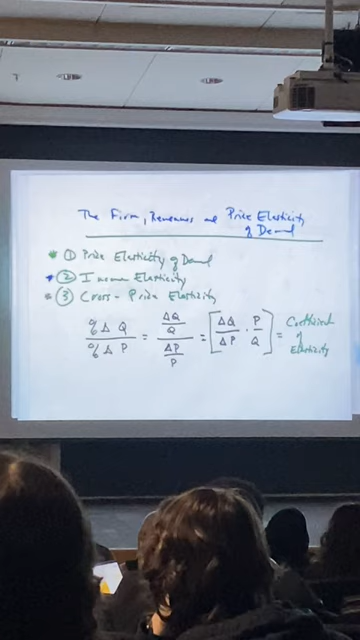 The Firm, Revenues and Price Elasticity
of Demand
* ① Price Elasticity of Demand
* ② Income Elasticity
* ③ Cross-Price Elasticity
%Δ Q / %Δ P = (ΔQ/Q) / (ΔP/P) = [ΔQ/ΔP · P/Q] = Coefficient
of
Elasticity